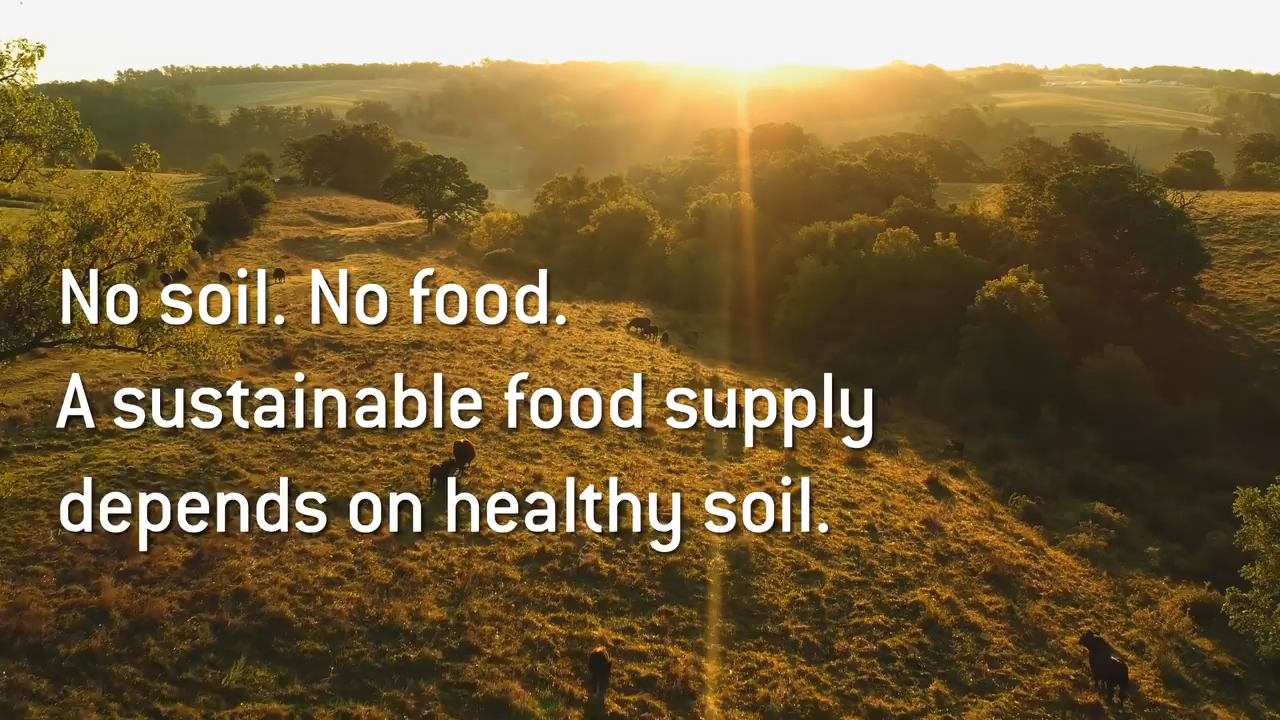 No soil. No food.
A sustainable food supply
depends on healthy soil.